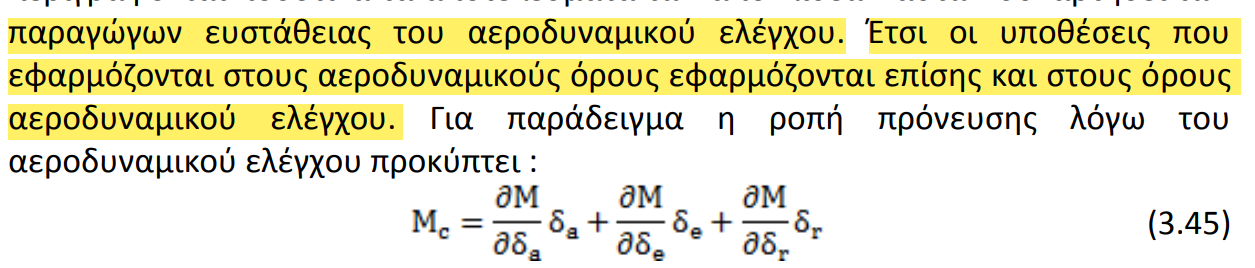 παραγώγων ευστάθειας του αεροδυναμικού ελέγχου. Έτσι οι υποθέσεις που
εφαρμόζονται στους αεροδυναμικούς όρους εφαρμόζονται επίσης και στους όρους
αεροδυναμικού ελέγχου. Για παράδειγμα η ροπή πρόνευσης λόγω του
αεροδυναμικού ελέγχου προκύπτει :
M_c = ∂M/∂δ_a δ_a + ∂M/∂δ_e δ_e + ∂M/∂δ_r δ_r (3.45)